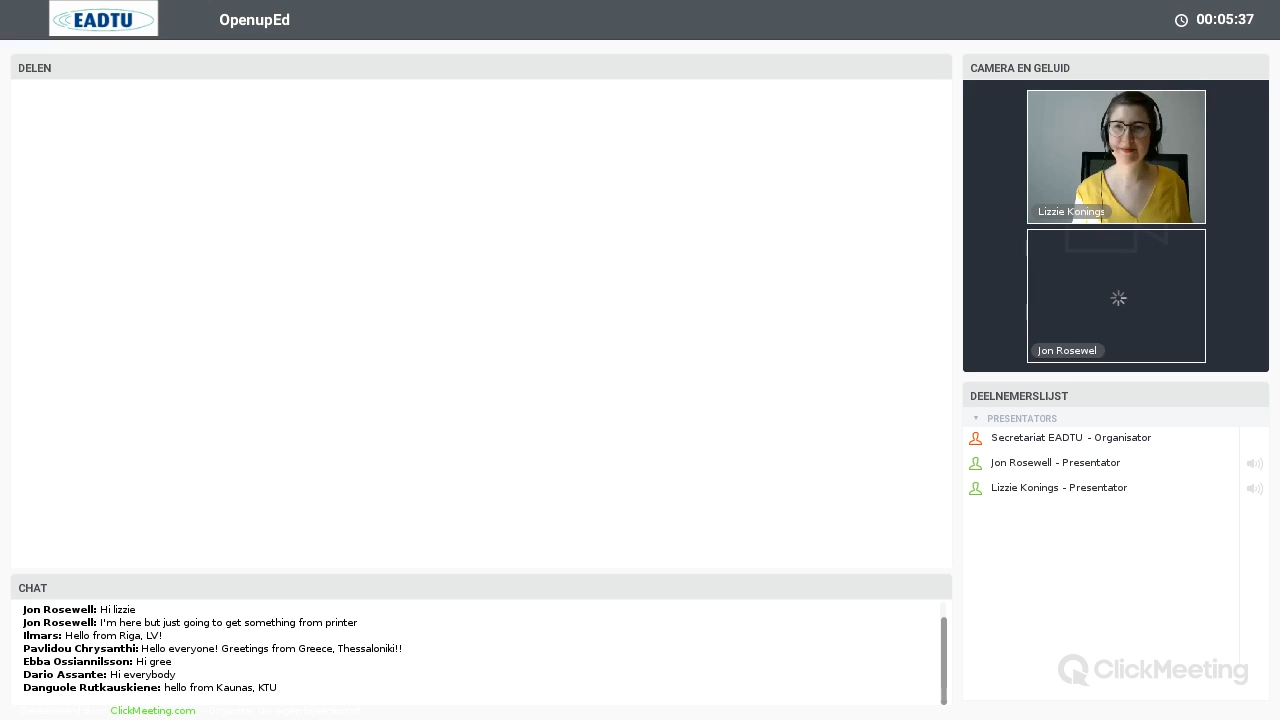 EADTU
OpenupEd
00:05:37
DELEN
CAMERA EN GELUID
Lizzie Konings
Jon Rosewel
DEELNEMERSLIJST
PRESENTATORS
Secretariat EADTU - Organisator
Jon Rosewell - Presentator
Lizzie Konings - Presentator
CHAT
Jon Rosewell: Hi lizzie
Jon Rosewell: I'm here but just going to get something from printer
Ilmars: Hello from Riga, LV!
Pavlidou Chrysanthi: Hello everyone! Greetings from Greece, Thessaloniki!!
Ebba Ossiannilsson: Hi gree
Dario Assante: Hi everybody
Danguole Rutkauskiene: hello from Kaunas, KTU
ClickMeeting.com
ClickMeeting